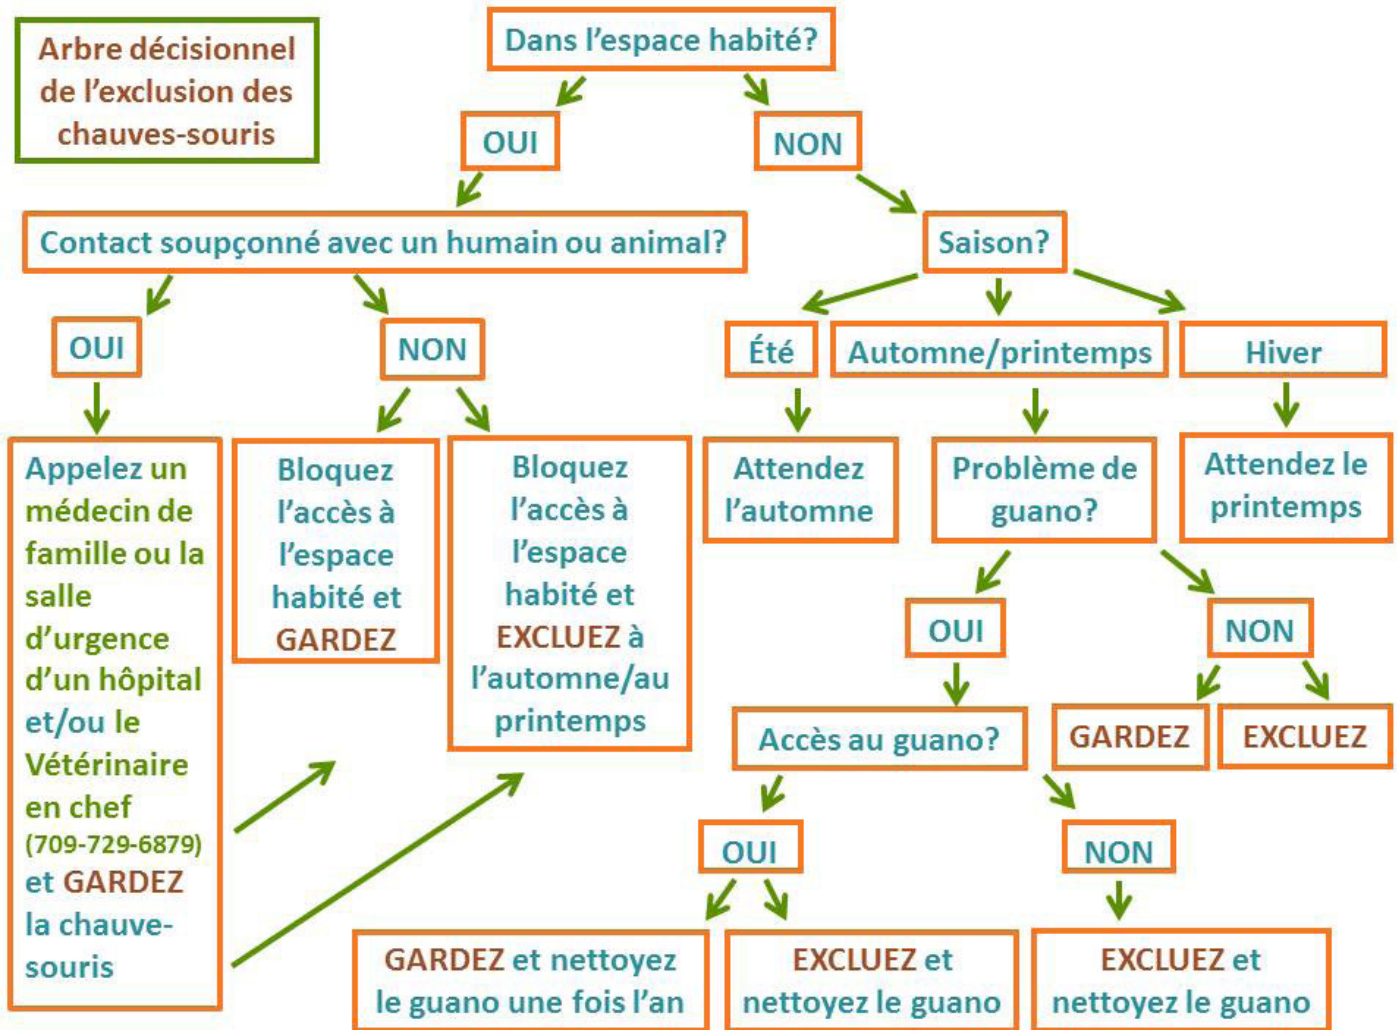 Arbre décisionnel
de l'exclusion des
chauves-souris
Dans l'espace habité?
OUI
NON
Contact soupçonné avec un humain ou animal?
Saison?
OUI
NON
Été
Automne/printemps
Hiver
Appelez un
médecin de
famille ou la
salle
d'urgence
d'un hôpital
et/ou le
Vétérinaire
en chef
(709-729-6879)
et GARDEZ
la chauve-
souris
Bloquez
l'accès à
l'espace
habité et
GARDEZ
Bloquez
l'accès à
l'espace
habité et
EXCLUEZ à
l'automne/au
printemps
Attendez
l'automne
Problème de
guano?
Attendez le
printemps
OUI
NON
Accès au guano?
GARDEZ
EXCLUEZ
OUI
NON
GARDEZ et nettoyez
le guano une fois l'an
EXCLUEZ et
nettoyez le guano
EXCLUEZ et
nettoyez le guano